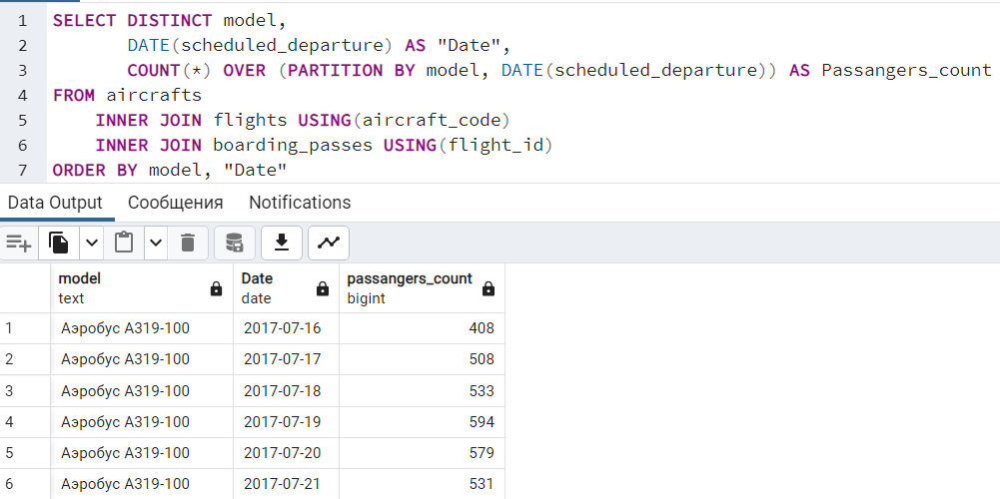 1 SELECT DISTINCT model,
2 DATE(scheduled_departure) AS "Date",
3 COUNT(*) OVER (PARTITION BY model, DATE(scheduled_departure)) AS Passangers_count
4 FROM aircrafts
5 INNER JOIN flights USING(aircraft_code)
6 INNER JOIN boarding_passes USING(flight_id)
7 ORDER BY model, "Date"
Data Output Сообщения Notifications
model Date passangers_count
text date bigint
1 Аэробус A319-100 2017-07-16 408
2 Аэробус A319-100 2017-07-17 508
3 Аэробус A319-100 2017-07-18 533
4 Аэробус A319-100 2017-07-19 594
5 Аэробус A319-100 2017-07-20 579
6 Аэробус A319-100 2017-07-21 531